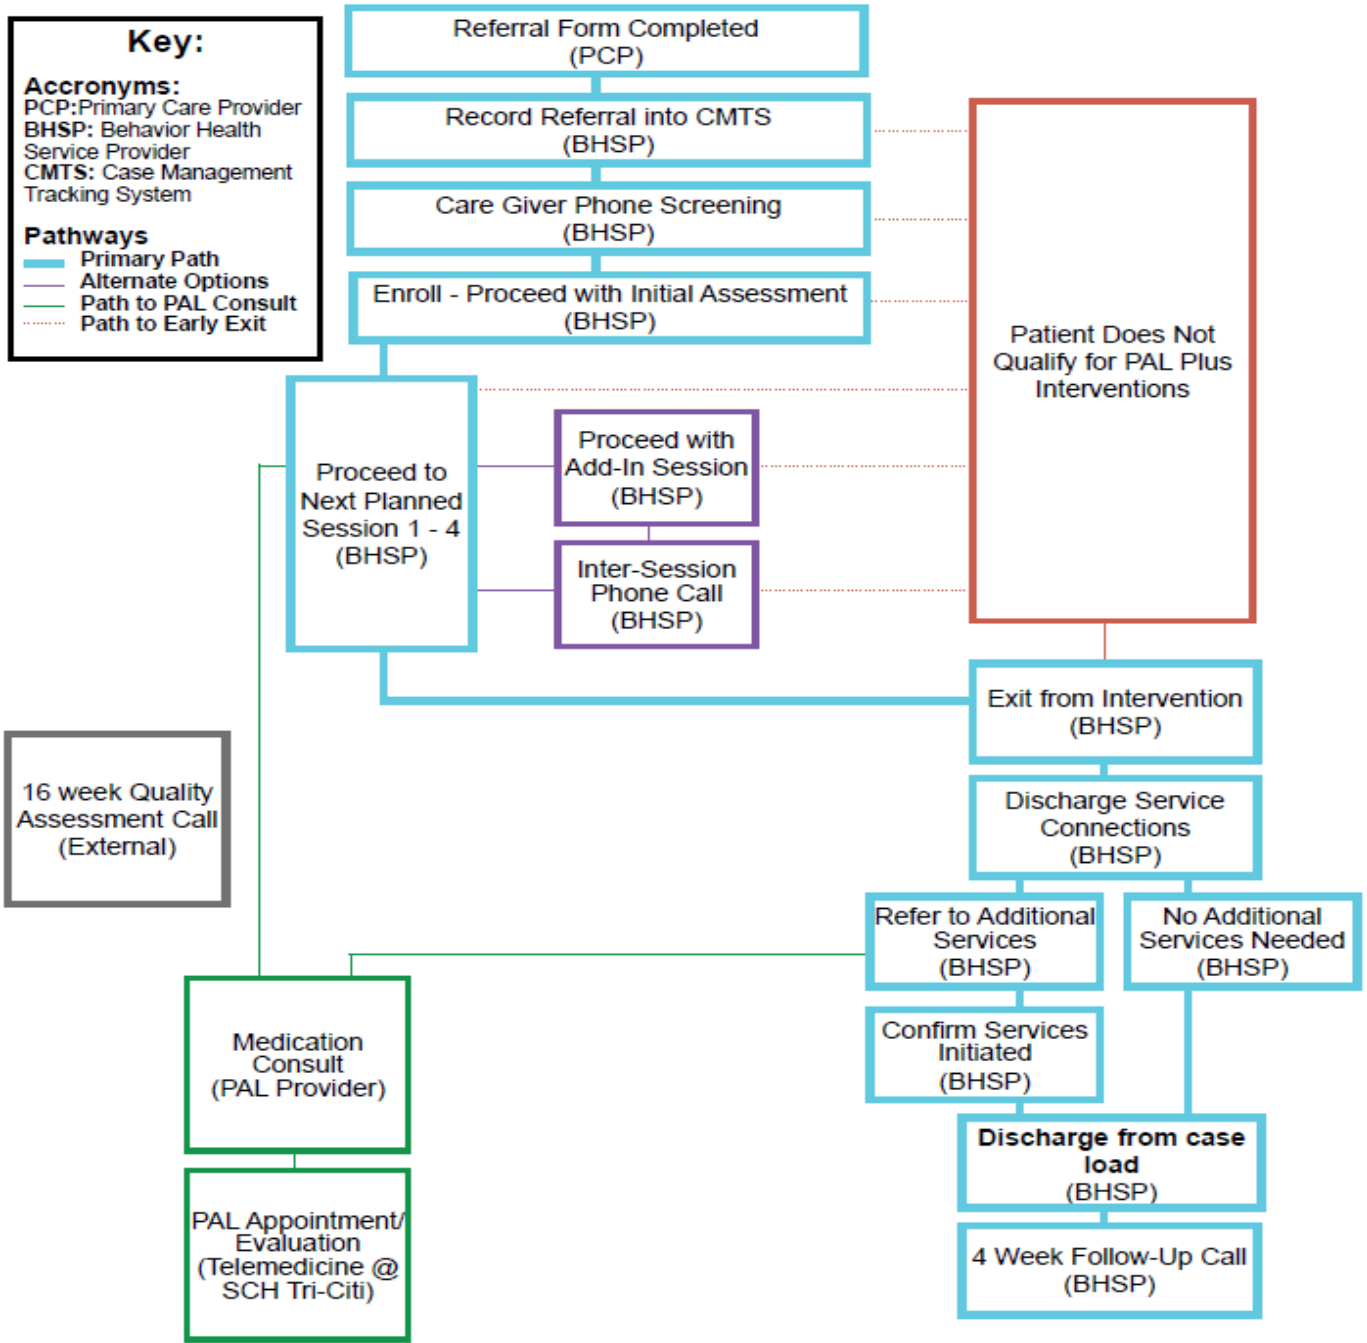 Key:
Accronyms:
PCP:Primary Care Provider
BHSP: Behavior Health
Service Provider
CMTS: Case Management
Tracking System
Pathways
Primary Path
Alternate Options
Path to PAL Consult
Path to Early Exit
Referral Form Completed
(PCP)
Record Referral into CMTS
(BHSP)
Care Giver Phone Screening
(BHSP)
Enroll - Proceed with Initial Assessment
(BHSP)
Patient Does Not
Qualify for PAL Plus
Interventions
Proceed to
Next Planned
Session 1 - 4
(BHSP)
Proceed with
Add-In Session
(BHSP)
Inter-Session
Phone Call
(BHSP)
Exit from Intervention
(BHSP)
16 week Quality
Assessment Call
(External)
Discharge Service
Connections
(BHSP)
Refer to Additional
Services
(BHSP)
No Additional
Services Needed
(BHSP)
Medication
Consult
(PAL Provider)
Confirm Services
Initiated
(BHSP)
Discharge from case
load
(BHSP)
PAL Appointment/
Evaluation
(Telemedicine @
SCH Tri-Citi)
4 Week Follow-Up Call
(BHSP)